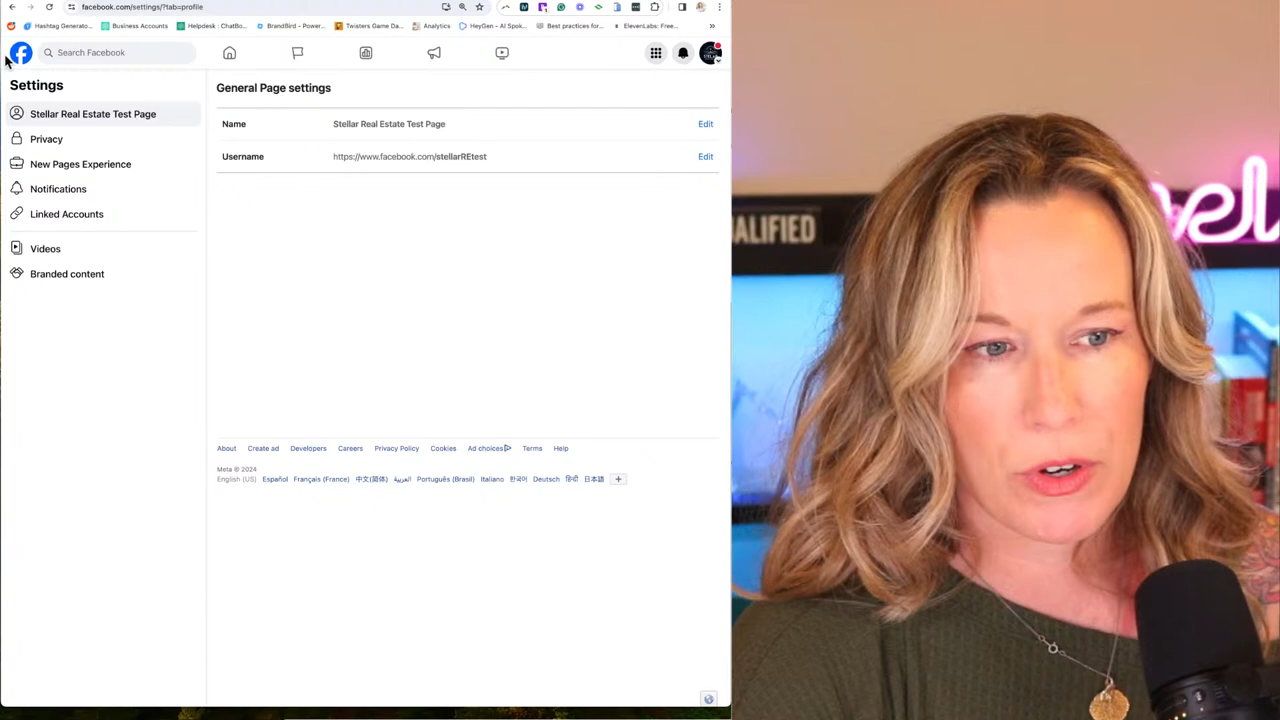 facebook.com/settings/?tab=profile
Hashtag Generato... Business Accounts Helpdesk : ChatBo... BrandBird - Power... Twisters Game Da... Analytics HeyGen - AI Spok... Best practices for... ElevenLabs: Free...
Search Facebook
Settings
Stellar Real Estate Test Page
Privacy
New Pages Experience
Notifications
Linked Accounts
Videos
Branded content
General Page settings
Name Stellar Real Estate Test Page Edit
Username https://www.facebook.com/stellarREtest Edit
About Create ad Developers Careers Privacy Policy Cookies Ad choices Terms Help
Meta © 2024
English (US) Español Français (France) 中文(简体) العربية Português (Brasil) Italiano 한국어 Deutsch हिन्दी 日本語
ALIFIED